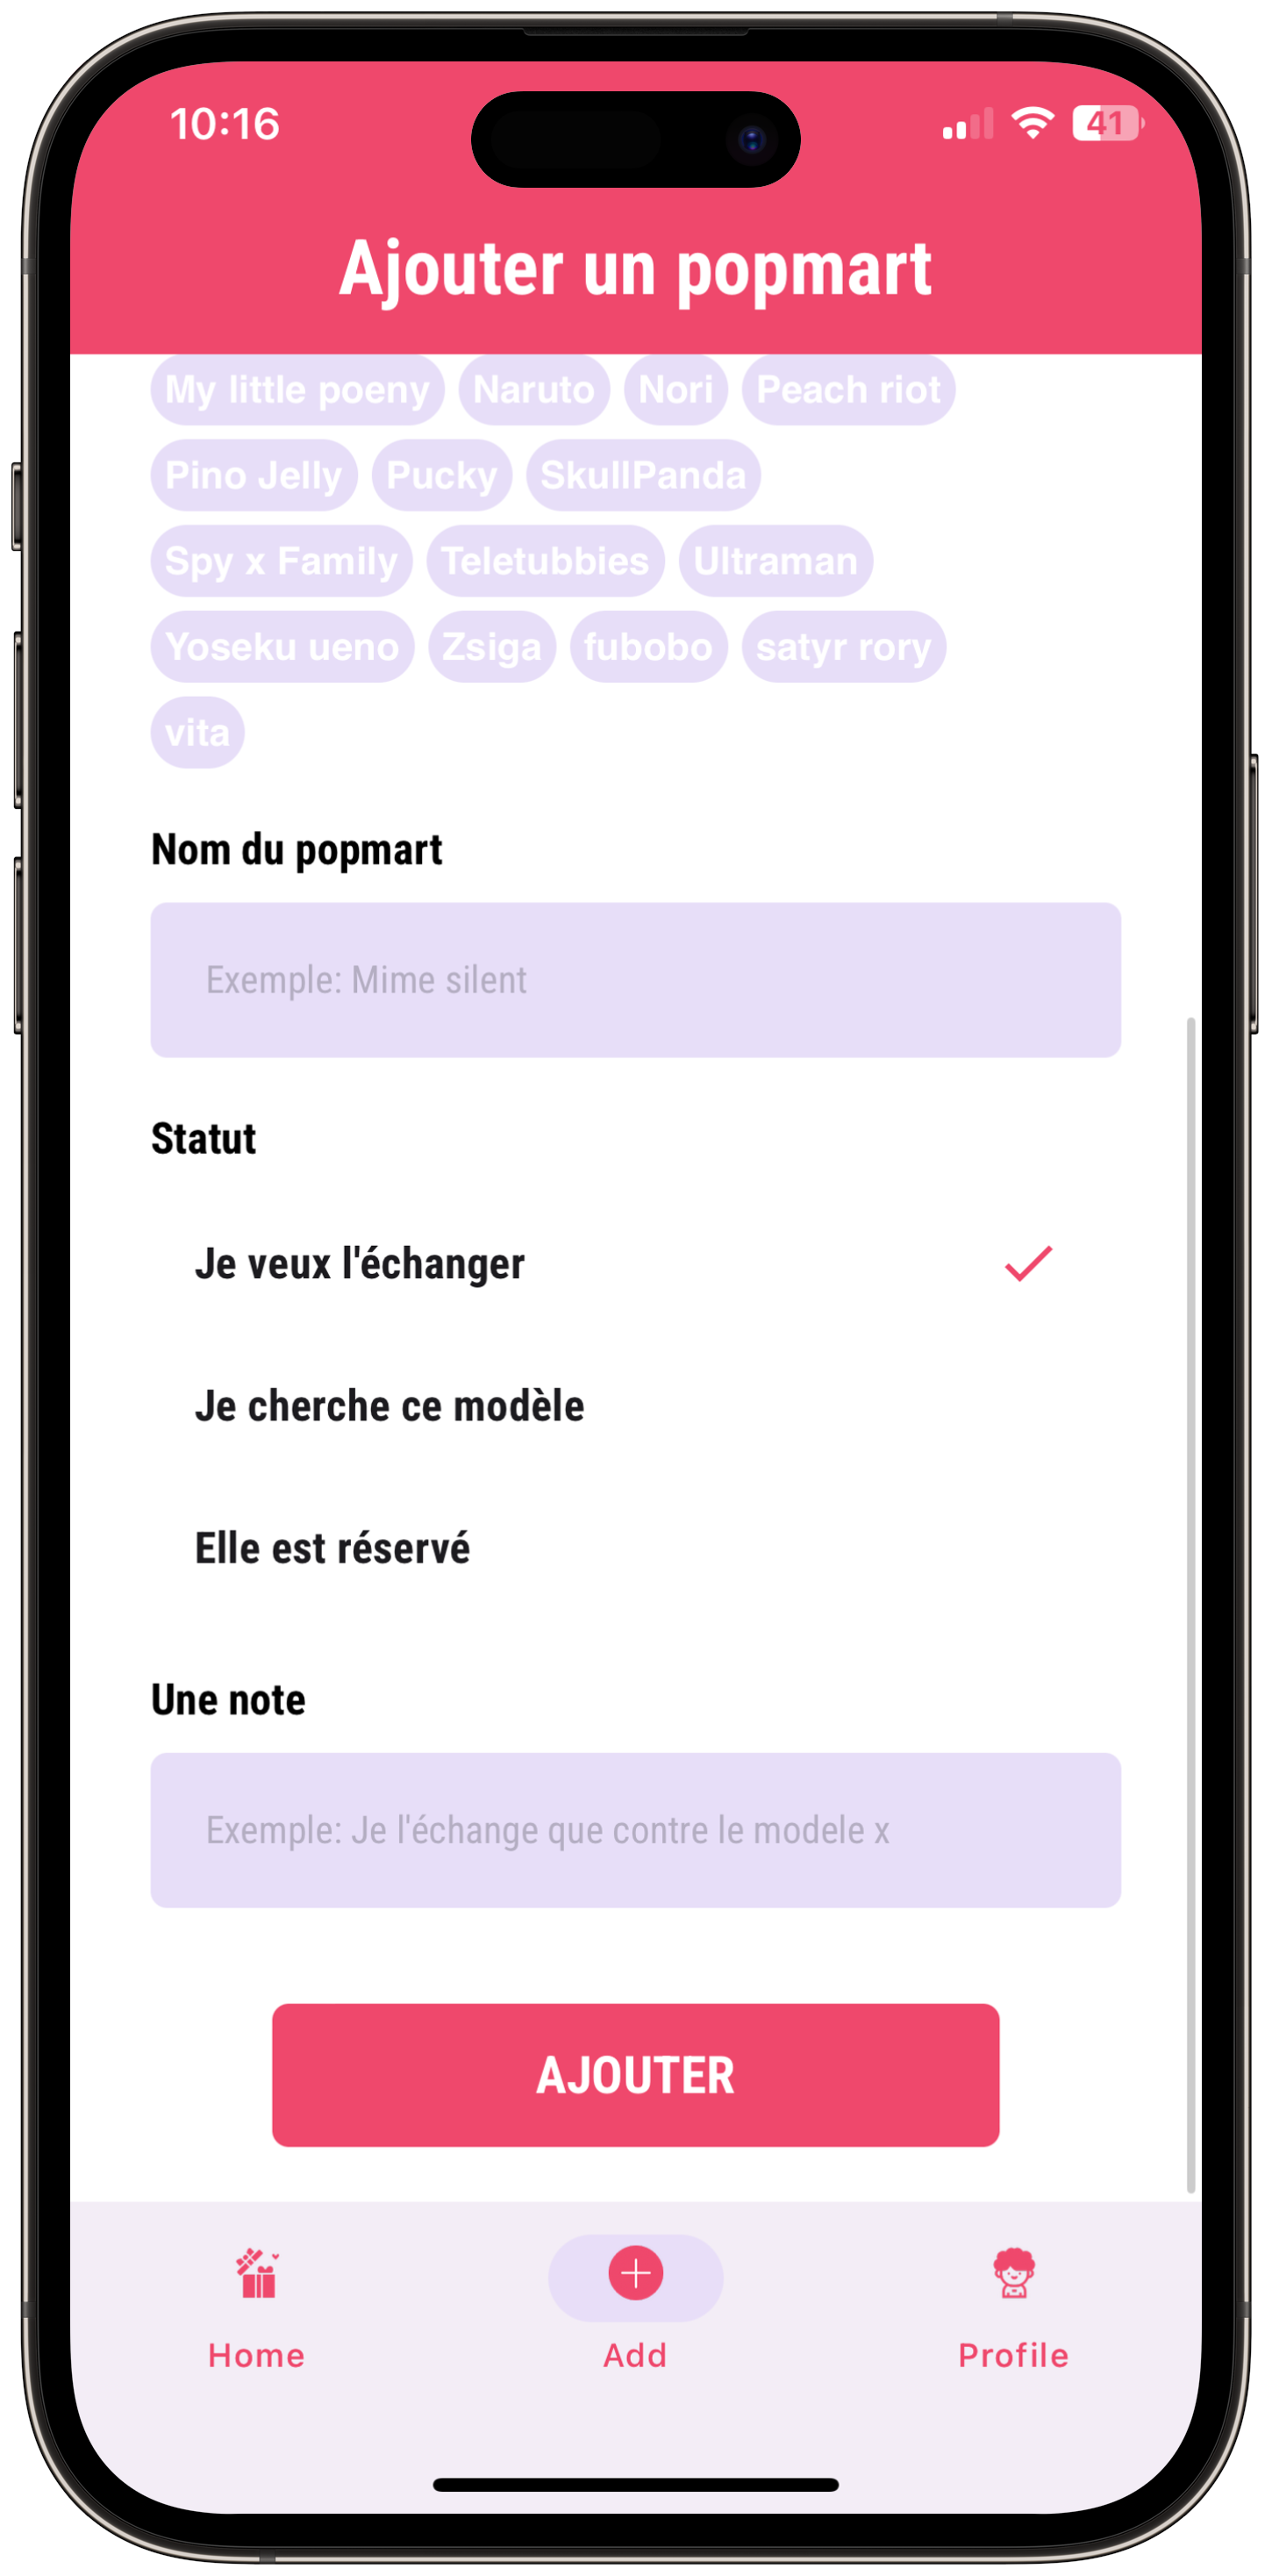 10:16
41
Ajouter un popmart
My little poeny Naruto Nori Peach riot
Pino Jelly Pucky SkullPanda
Spy x Family Teletubbies Ultraman
Yoseku ueno Zsiga fubobo satyr rory
vita
Nom du popmart
Exemple: Mime silent
Statut
Je veux l'échanger
Je cherche ce modèle
Elle est réservé
Une note
Exemple: Je l'échange que contre le modele x
AJOUTER
Home Add Profile